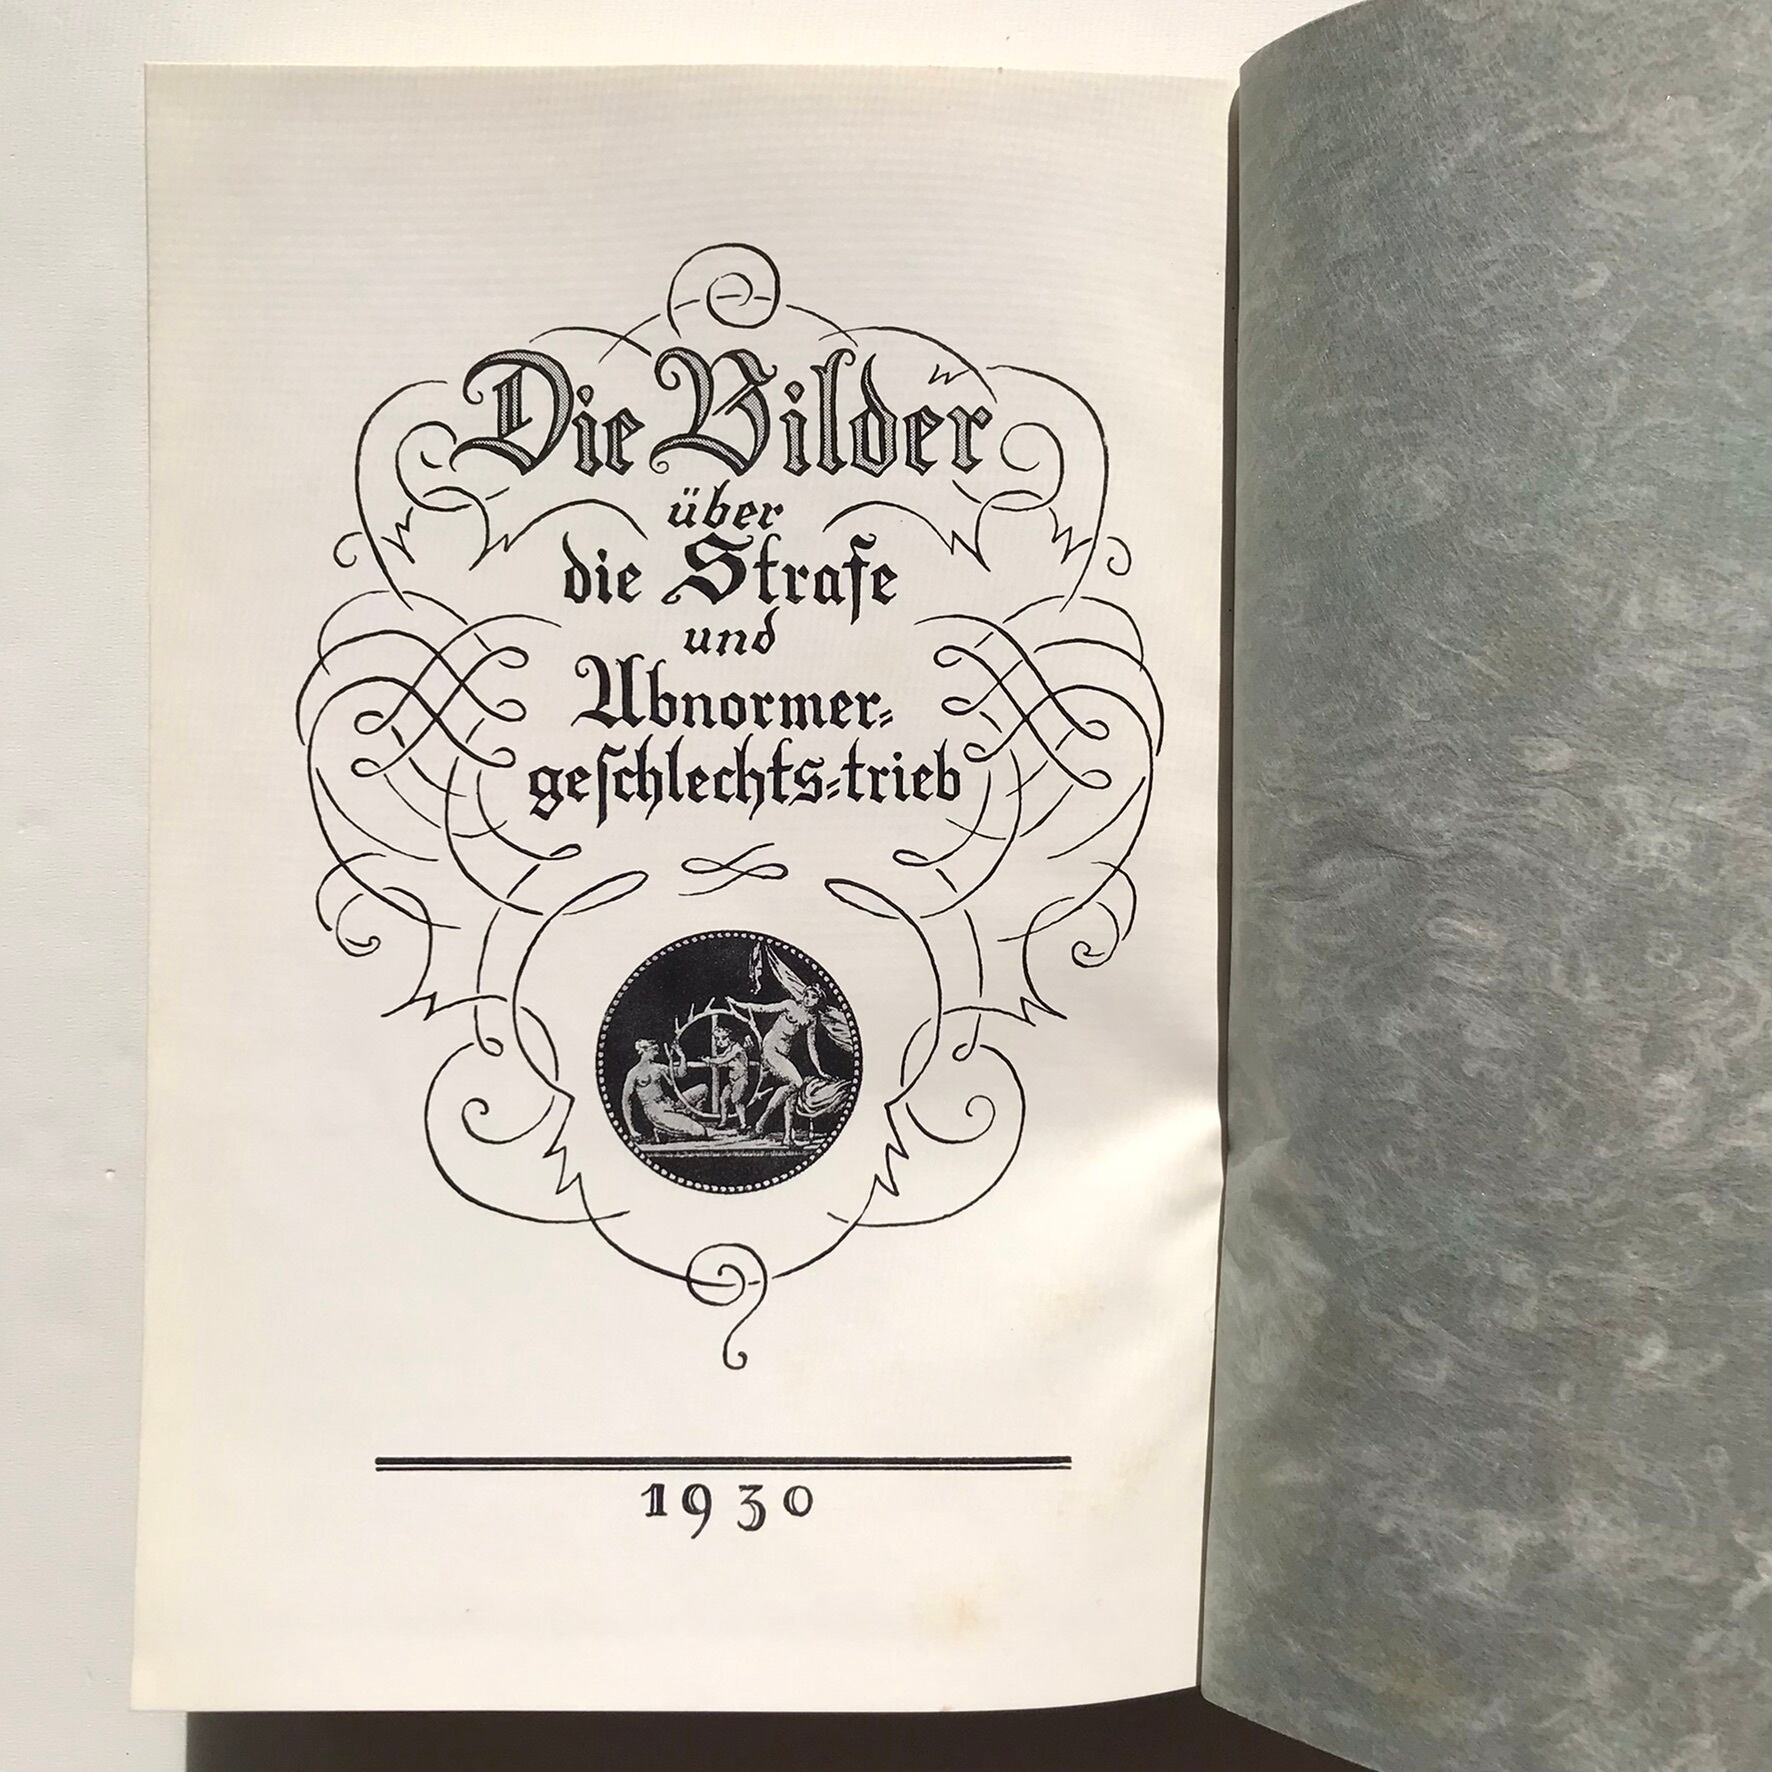 Die Bilder
über
die Strafe
und
Abnormer=
geschlechts=trieb
1930